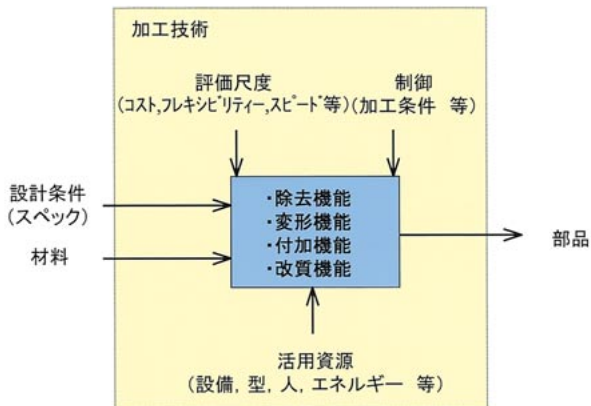 加工技術
評価尺度
(コスト,フレキシビリティー,スピード等)
制御
(加工条件 等)
設計条件
(スペック)
材料
・除去機能
・変形機能
・付加機能
・改質機能
部品
活用資源
(設備, 型, 人, エネルギー 等)